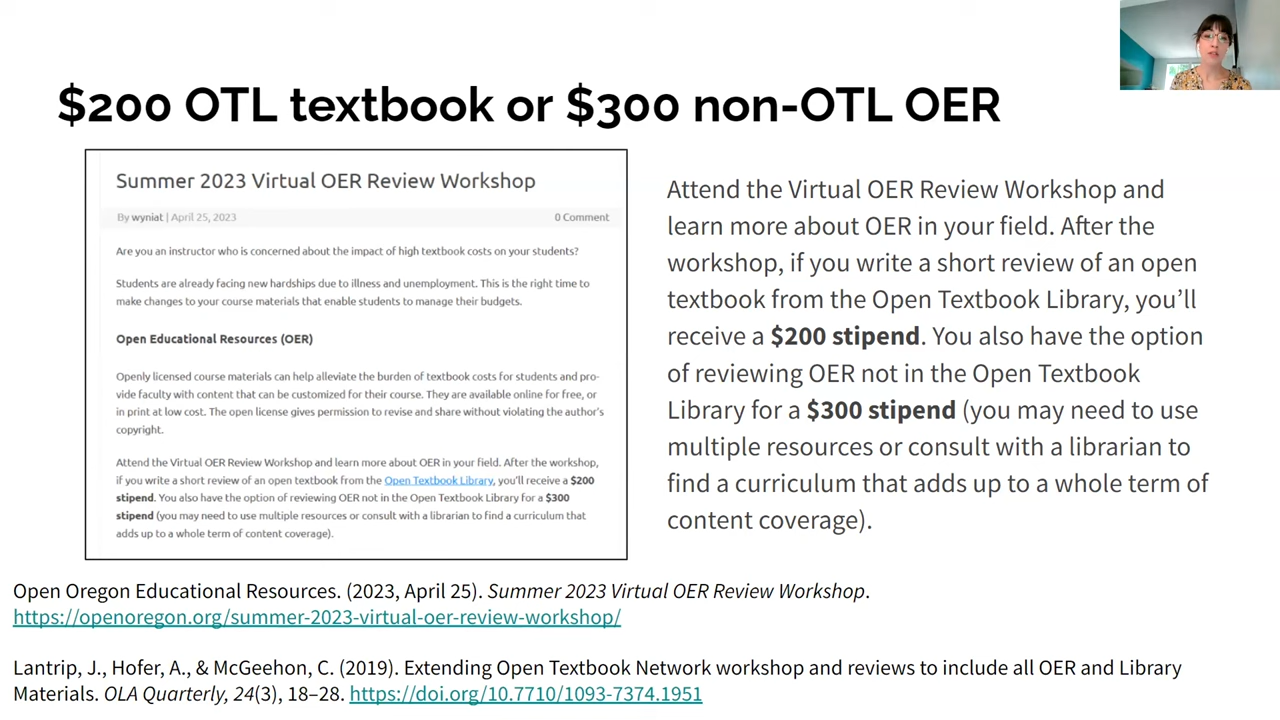 $200 OTL textbook or $300 non-OTL OER
Summer 2023 Virtual OER Review Workshop
By wyniat | April 25, 2023
0 Comment
Are you an instructor who is concerned about the impact of high textbook costs on your students?
Students are already facing new hardships due to illness and unemployment. This is the right time to
make changes to your course materials that enable students to manage their budgets.
Open Educational Resources (OER)
Openly licensed course materials can help alleviate the burden of textbook costs for students and pro-
vide faculty with content that can be customized for their course. They are available online for free, or
in print at low cost. The open license gives permission to revise and share without violating the author's
copyright.
Attend the Virtual OER Review Workshop and learn more about OER in your field. After the workshop,
if you write a short review of an open textbook from the Open Textbook Library, you'll receive a $200
stipend. You also have the option of reviewing OER not in the Open Textbook Library for a $300
stipend (you may need to use multiple resources or consult with a librarian to find a curriculum that
adds up to a whole term of content coverage).
Attend the Virtual OER Review Workshop and
learn more about OER in your field. After the
workshop, if you write a short review of an open
textbook from the Open Textbook Library, you’ll
receive a $200 stipend. You also have the option
of reviewing OER not in the Open Textbook
Library for a $300 stipend (you may need to use
multiple resources or consult with a librarian to
find a curriculum that adds up to a whole term of
content coverage).
Open Oregon Educational Resources. (2023, April 25). Summer 2023 Virtual OER Review Workshop.
https://openoregon.org/summer-2023-virtual-oer-review-workshop/
Lantrip, J., Hofer, A., & McGeehon, C. (2019). Extending Open Textbook Network workshop and reviews to include all OER and Library
Materials. OLA Quarterly, 24(3), 18–28. https://doi.org/10.7710/1093-7374.1951